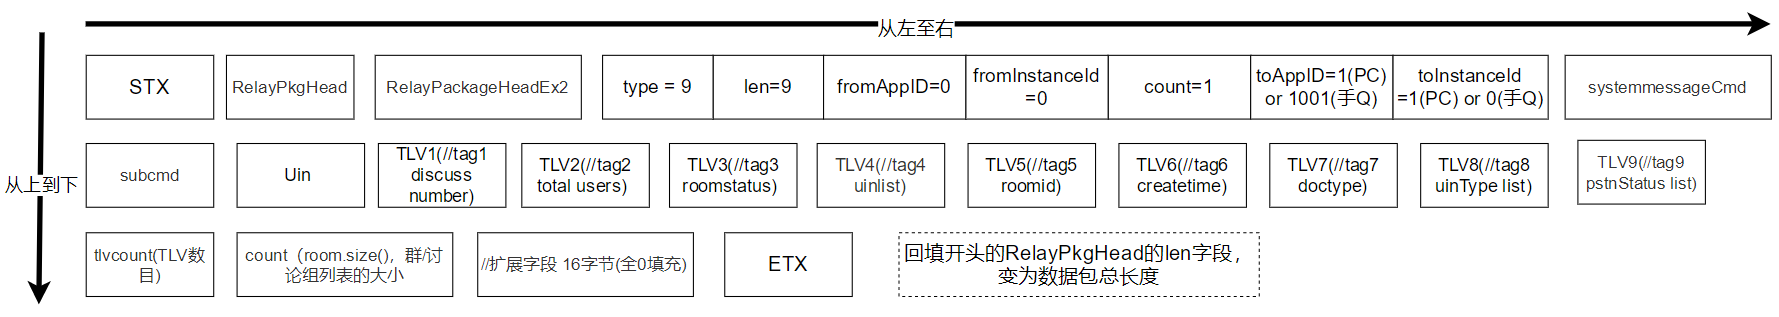 从左至右
从上到下
STX
RelayPkgHead
RelayPackageHeadEx2
type = 9
len=9
fromAppID=0
fromInstanceId
=0
count=1
toAppID=1(PC)
or 1001(手Q)
toInstanceId
=1(PC) or 0(手Q)
systemmessageCmd
subcmd
Uin
TLV1(//tag1
discuss
number)
TLV2(//tag2
total users)
TLV3(//tag3
roomstatus)
TLV4(//tag4
uinlist)
TLV5(//tag5
roomid)
TLV6(//tag6
createtime)
TLV7(//tag7
doctype)
TLV8(//tag8
uinType list)
TLV9(//tag9
pstnStatus list)
tlvcount(TLV数
目)
count（room.size()，群/讨
论组列表的大小
//扩展字段 16字节(全0填充)
ETX
回填开头的RelayPkgHead的len字段，
变为数据包总长度